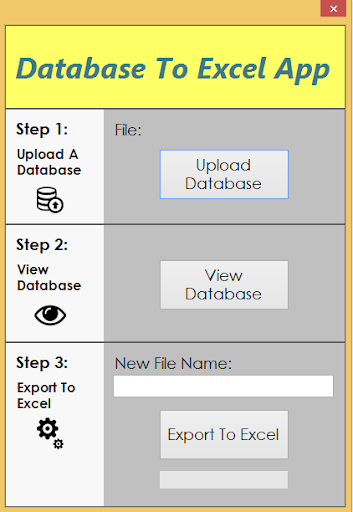 Database To Excel App
Step 1:
Upload A
Database
File:
Upload
Database
Step 2:
View
Database
View
Database
Step 3:
Export To
Excel
New File Name:
Export To Excel